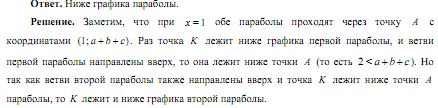 Ответ. Ниже графика параболы.
Решение. Заметим, что при x = 1 обе параболы проходят через точку A с
координатами (1; a + b + c). Раз точка K лежит ниже графика первой параболы, и ветви
первой параболы направлены вверх, то она лежит ниже точки A (то есть 2 < a + b + c). Но
так как ветви второй параболы также направлены вверх и точка K лежит ниже точки A
параболы, то K лежит и ниже графика второй параболы.